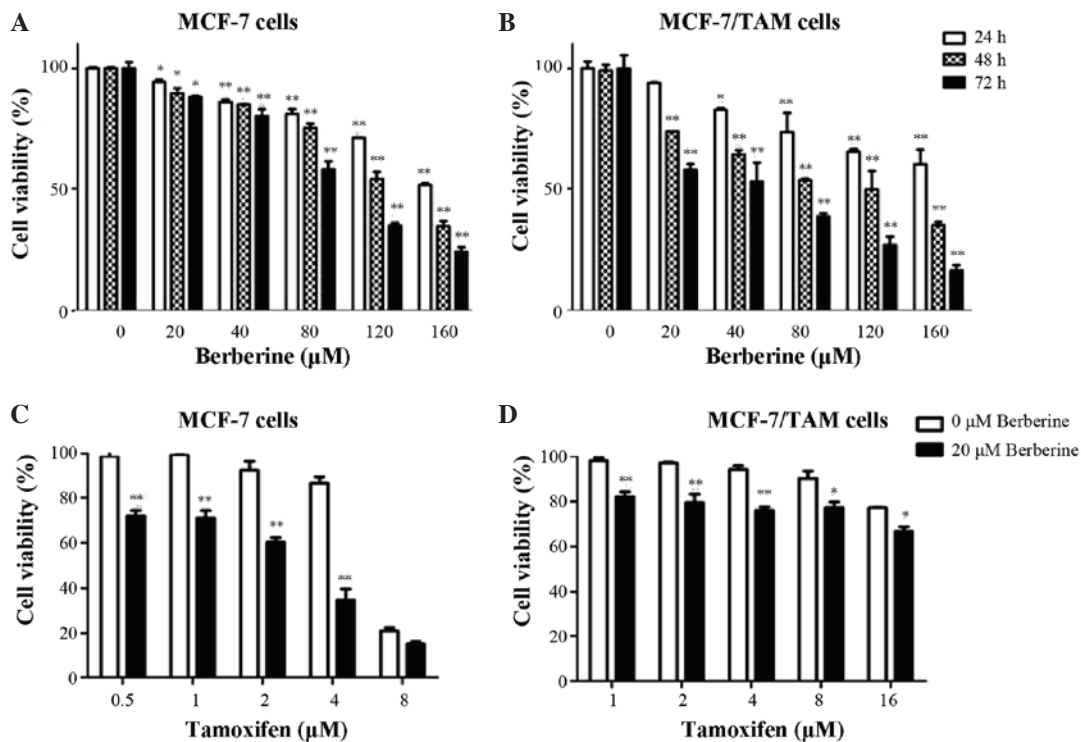 A
MCF-7 cells
Cell viability (%)
100
50
0
* * *
** ** **
** ** **
** ** **
** ** **
0 20 40 80 120 160
Berberine (µM)
B
MCF-7/TAM cells
24 h
48 h
72 h
Cell viability (%)
100
50
0
** **
* ** **
** ** **
** ** **
** ** **
0 20 40 80 120 160
Berberine (µM)
C
MCF-7 cells
Cell viability (%)
100
80
60
40
20
0
** ** ** **
0.5 1 2 4 8
Tamoxifen (µM)
D
MCF-7/TAM cells
0 µM Berberine
20 µM Berberine
Cell viability (%)
100
80
60
80
20
0
** ** ** * *
1 2 4 8 16
Tamoxifen (µM)